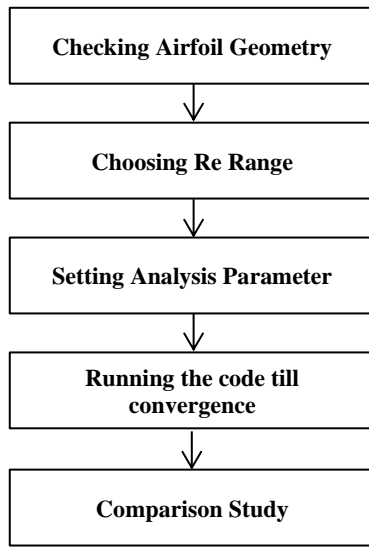 Checking Airfoil Geometry
Choosing Re Range
Setting Analysis Parameter
Running the code till
convergence
Comparison Study